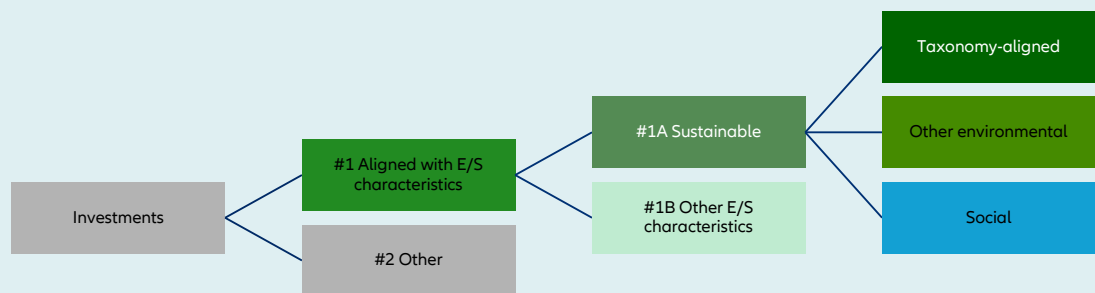 Taxonomy-aligned
#1A Sustainable
Other environmental
#1 Aligned with E/S
characteristics
Investments
#1B Other E/S
characteristics
Social
#2 Other